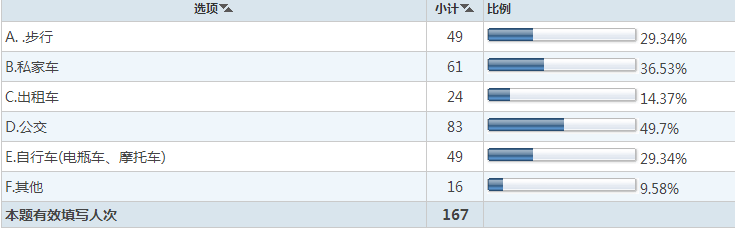 选项 小计 比例
A. .步行 49 29.34%
B.私家车 61 36.53%
C.出租车 24 14.37%
D.公交 83 49.7%
E.自行车(电瓶车、摩托车) 49 29.34%
F.其他 16 9.58%
本题有效填写人次 167